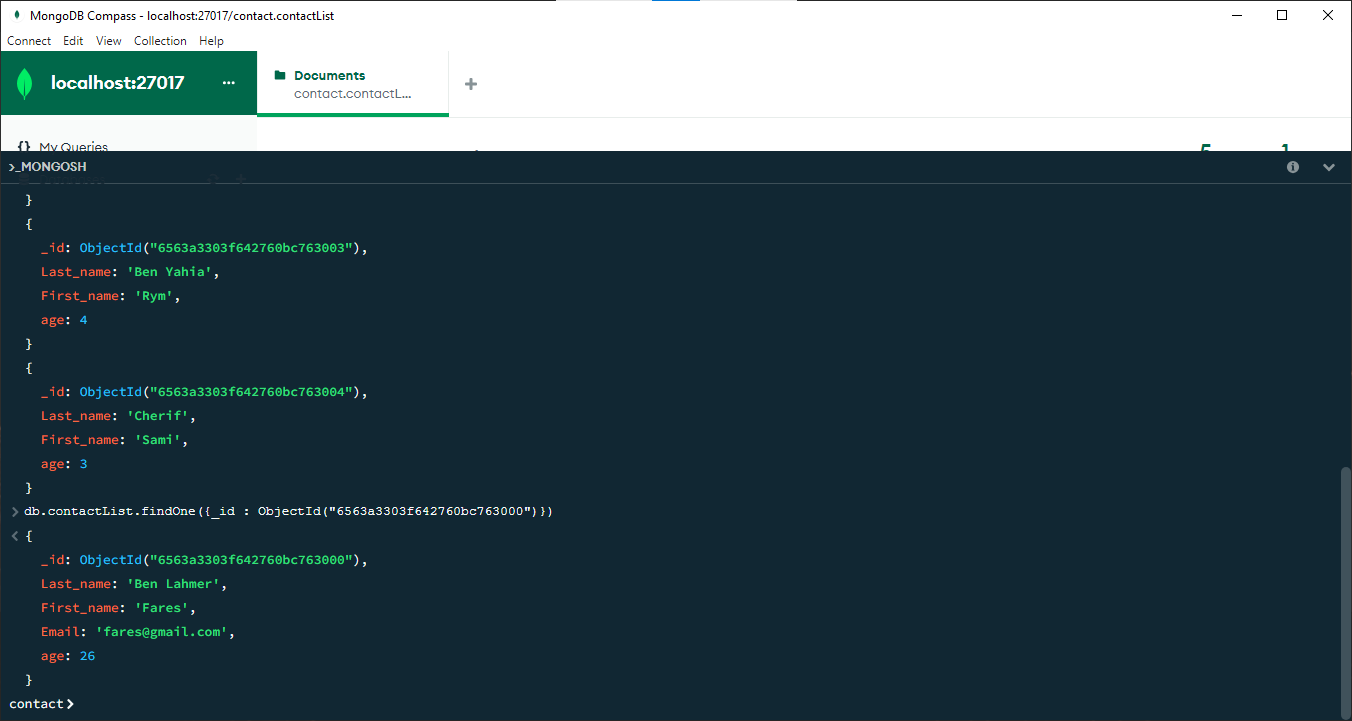 MongoDB Compass - localhost:27017/contact.contactList
Connect Edit View Collection Help
localhost:27017 ...
Documents
contact.contactL...
+
{} My Queries
>_MONGOSH
}
{
_id: ObjectId("6563a3303f642760bc763003"),
Last_name: 'Ben Yahia',
First_name: 'Rym',
age: 4
}
{
_id: ObjectId("6563a3303f642760bc763004"),
Last_name: 'Cherif',
First_name: 'Sami',
age: 3
}
> db.contactList.findOne({_id : ObjectId("6563a3303f642760bc763000")})
< {
_id: ObjectId("6563a3303f642760bc763000"),
Last_name: 'Ben Lahmer',
First_name: 'Fares',
Email: 'fares@gmail.com',
age: 26
}
contact>